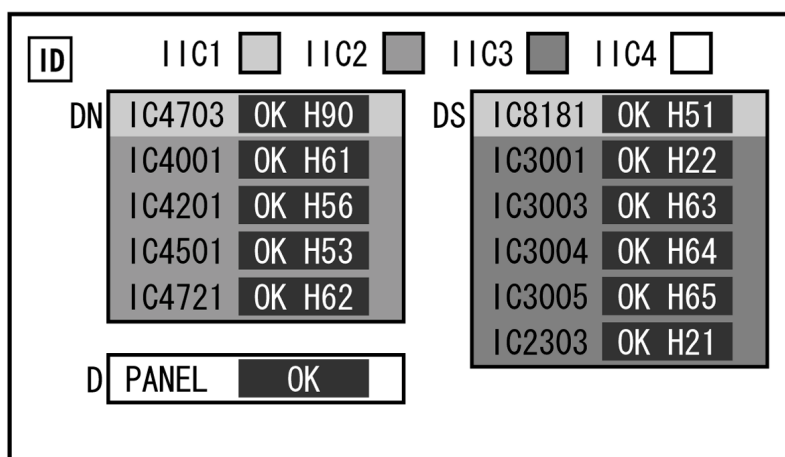 ID IIC1 IIC2 IIC3 IIC4
DN IC4703 OK H90
IC4001 OK H61
IC4201 OK H56
IC4501 OK H53
IC4721 OK H62
D PANEL OK
DS IC8181 OK H51
IC3001 OK H22
IC3003 OK H63
IC3004 OK H64
IC3005 OK H65
IC2303 OK H21